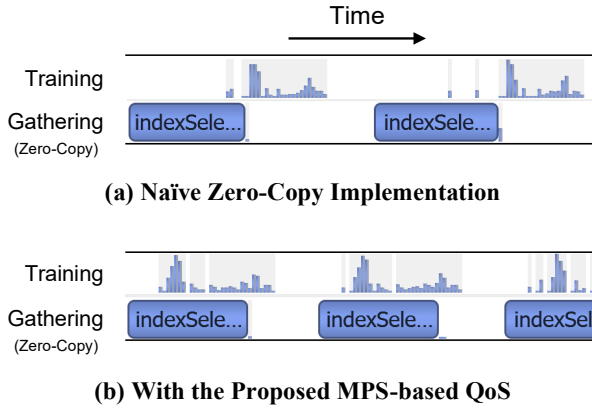 Time
Training
Gathering
(Zero-Copy)
indexSele... indexSele...
(a) Naïve Zero-Copy Implementation
Training
Gathering
(Zero-Copy)
indexSele... indexSele... indexSel
(b) With the Proposed MPS-based QoS